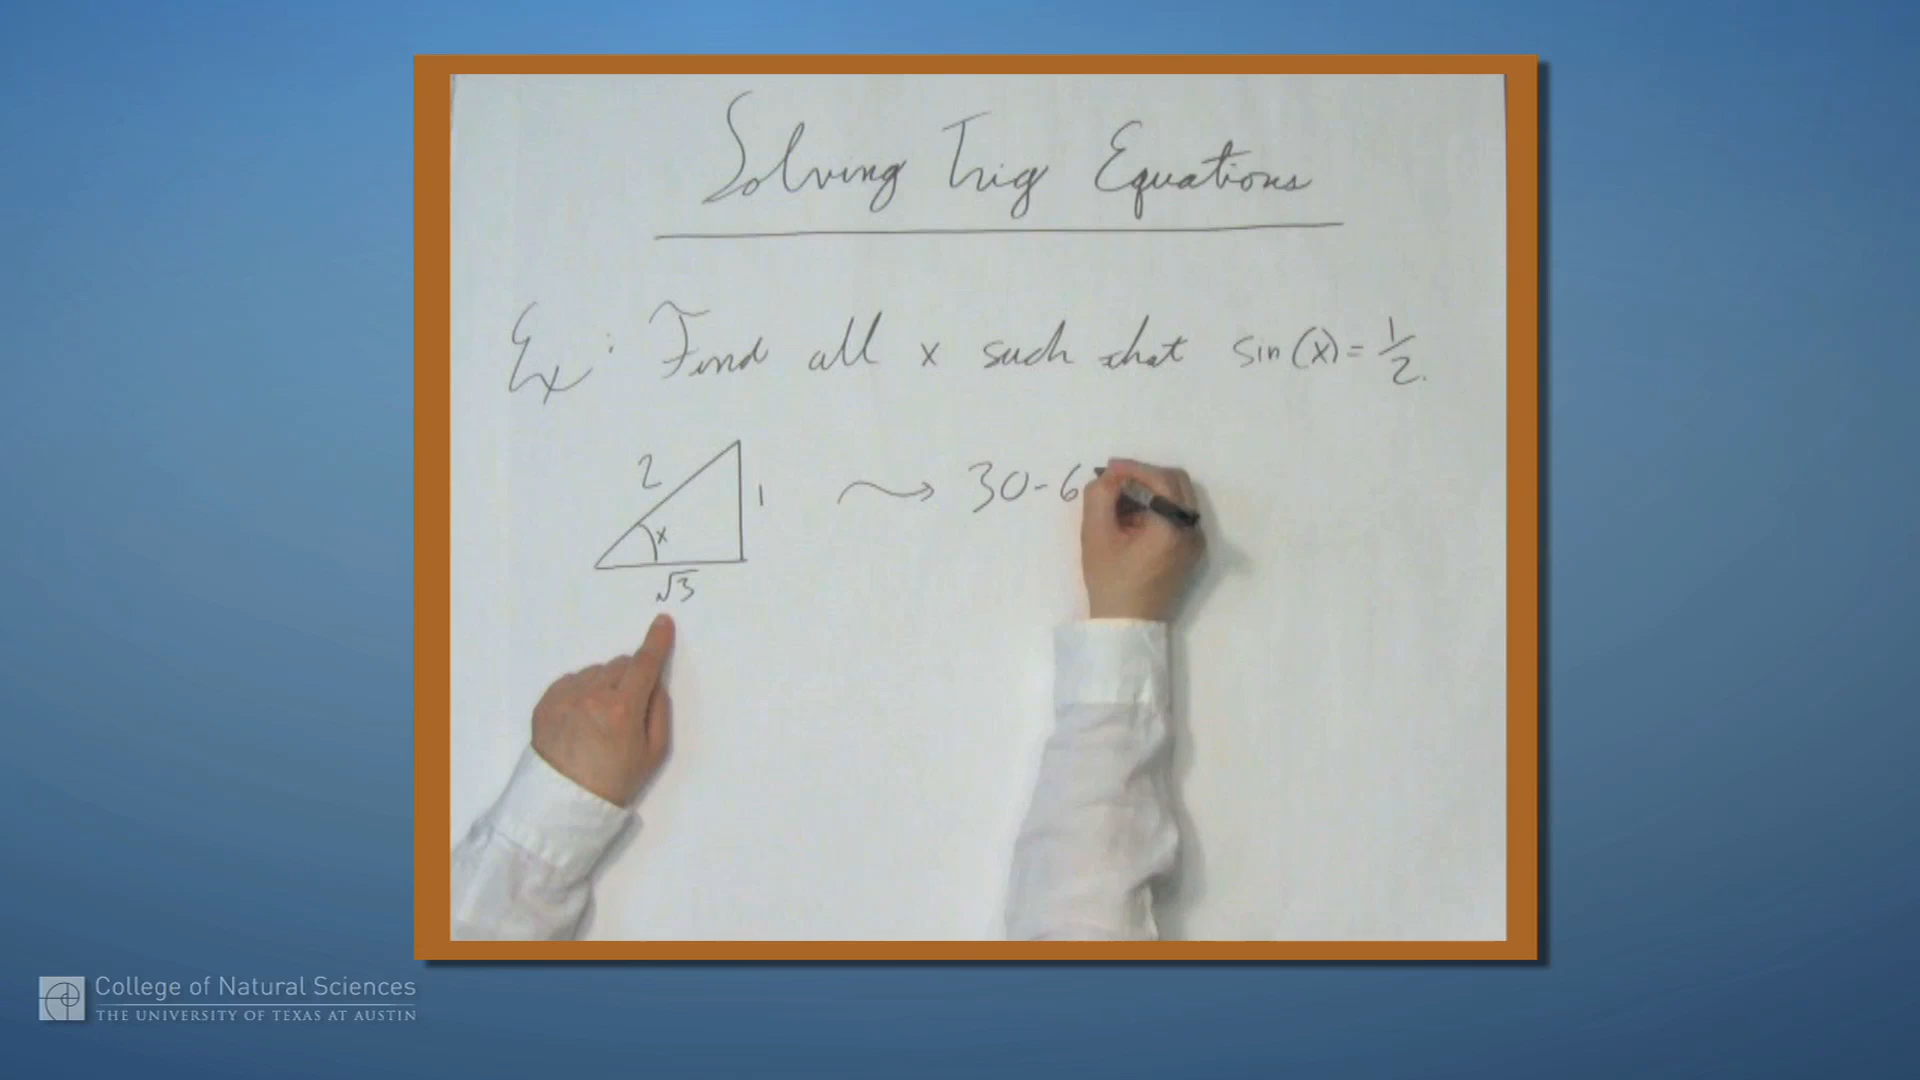 Solving Trig Equations
Ex: Find all x such that sin(x) = 1/2.
2
1
30-6
x
√3
College of Natural Sciences
THE UNIVERSITY OF TEXAS AT AUSTIN